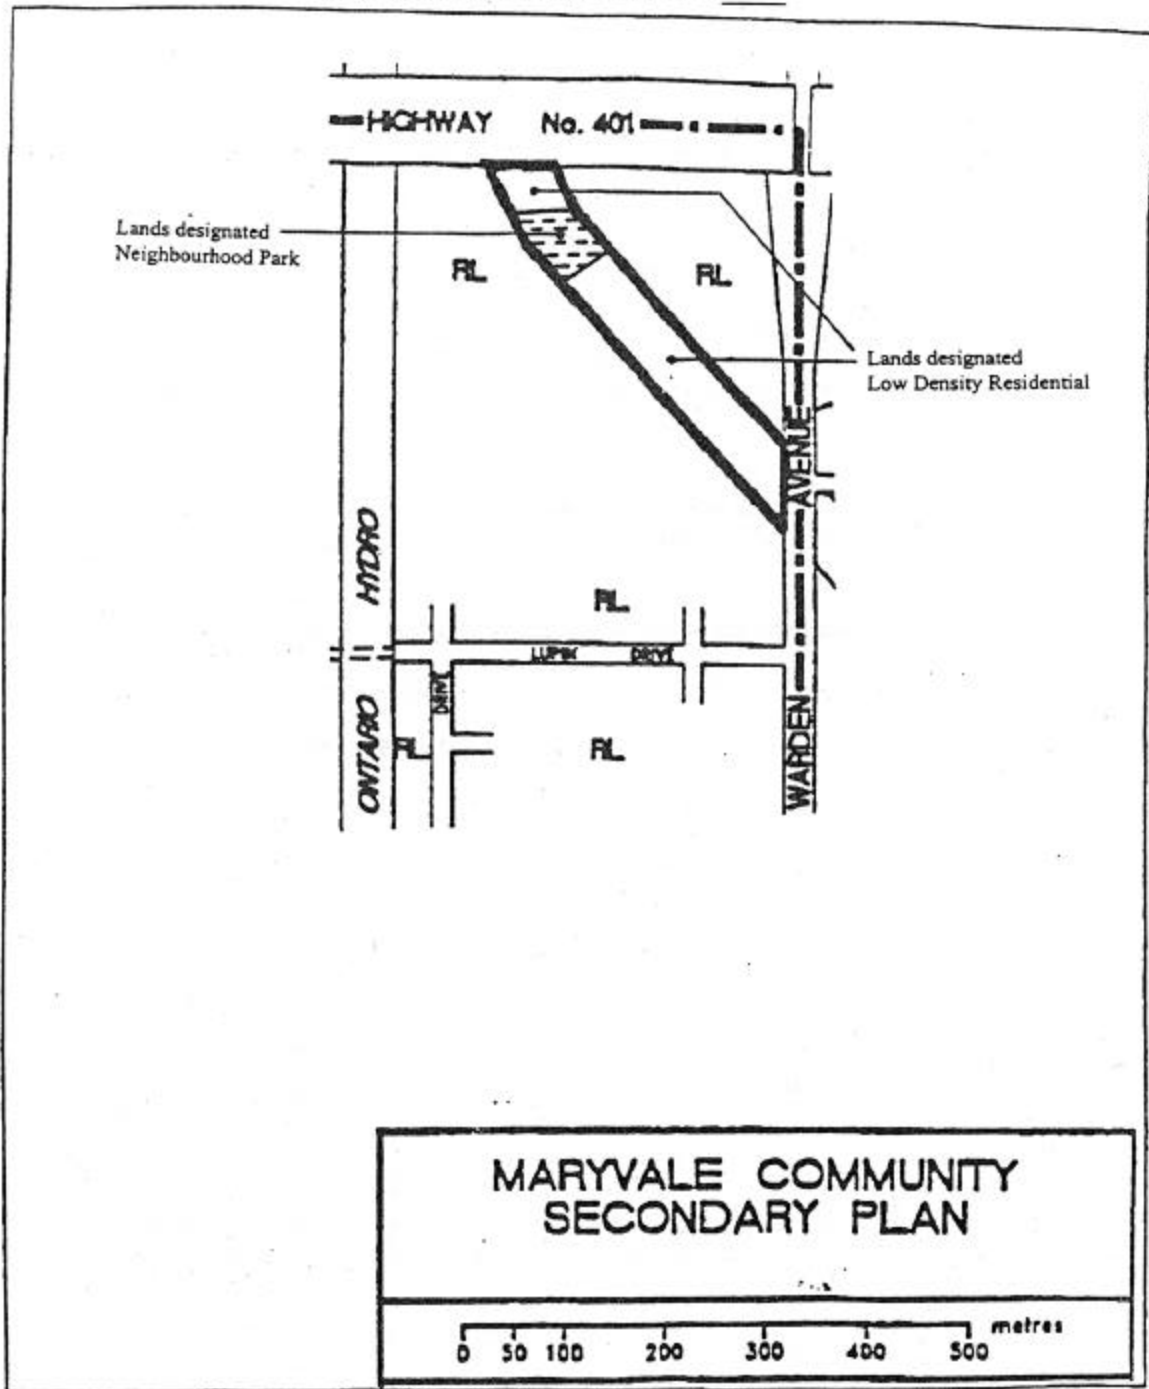 HIGHWAY No. 401
Lands designated
Neighbourhood Park
RL
RL
Lands designated
Low Density Residential
AVENUE
HYDRO
RL
DRIVE
DRIVE
ONTARIO
RL
RL
WARDEN
MARYVALE COMMUNITY
SECONDARY PLAN
metres
0 50 100 200 300 400 500